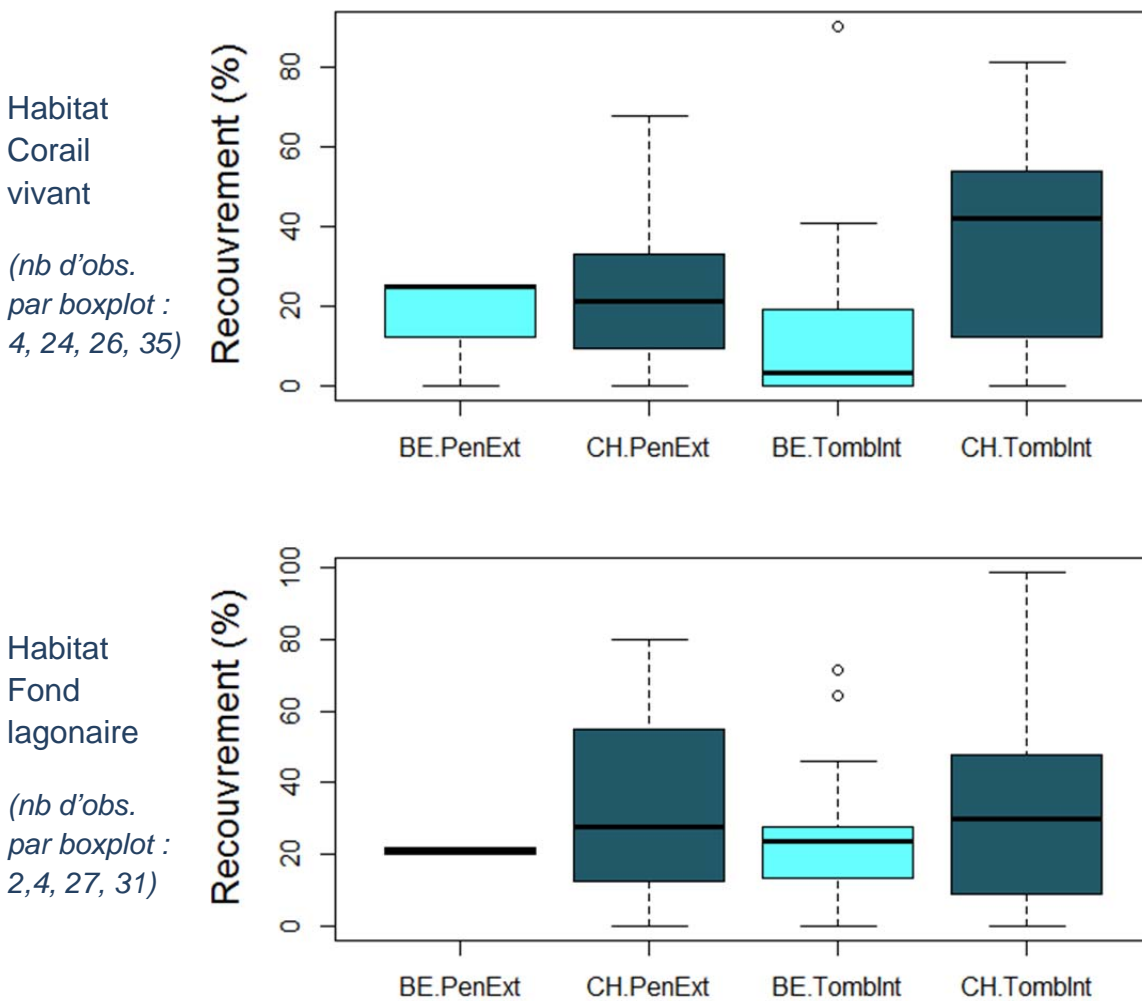 Habitat
Corail
vivant
(nb d’obs.
par boxplot :
4, 24, 26, 35)
Recouvrement (%)
80
60
40
20
0
BE.PenExt CH.PenExt BE.TombInt CH.TombInt
Habitat
Fond
lagonaire
(nb d’obs.
par boxplot :
2,4, 27, 31)
Recouvrement (%)
100
80
60
40
20
0
BE.PenExt CH.PenExt BE.TombInt CH.TombInt